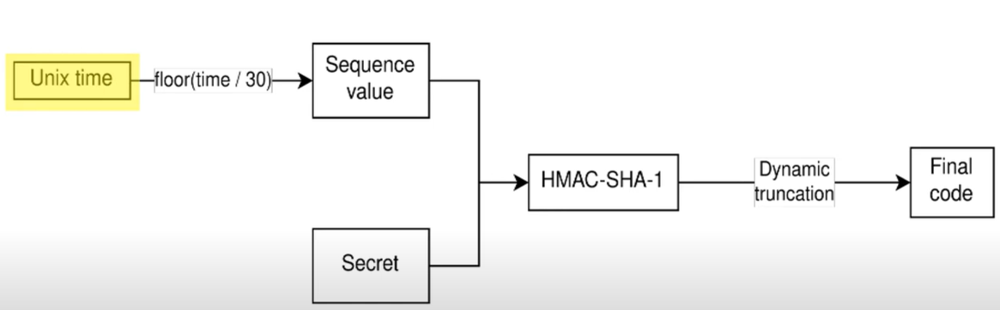 Unix time
floor(time / 30)
Sequence
value
HMAC-SHA-1
Dynamic
truncation
Final
code
Secret